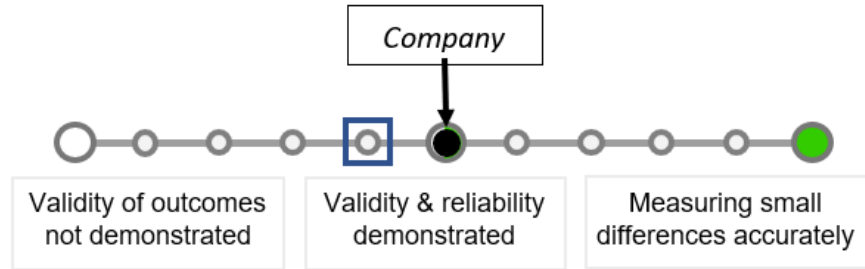 Company
Validity of outcomes
not demonstrated
Validity & reliability
demonstrated
Measuring small
differences accurately